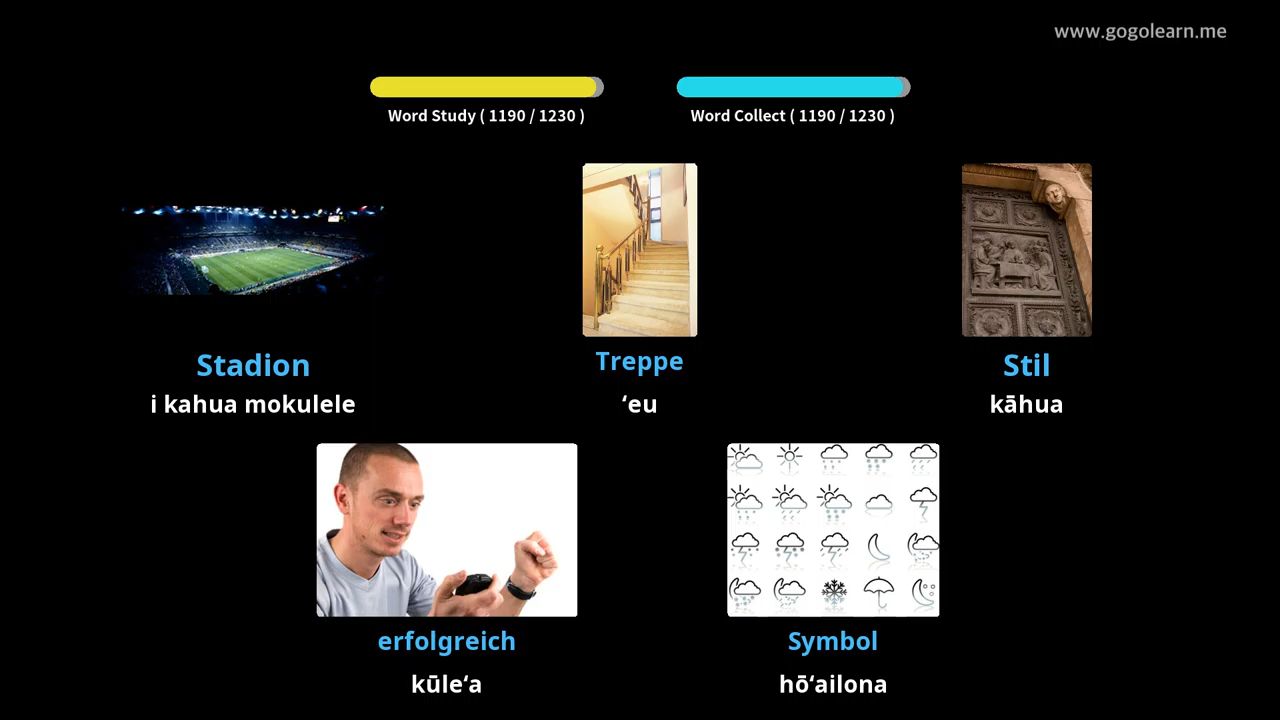 www.gogolearn.me
Word Study ( 1190 / 1230 )
Word Collect ( 1190 / 1230 )
Stadion
i kahua mokulele
Treppe
ʻeu
Stil
kāhua
erfolgreich
kūleʻa
Symbol
hōʻailona